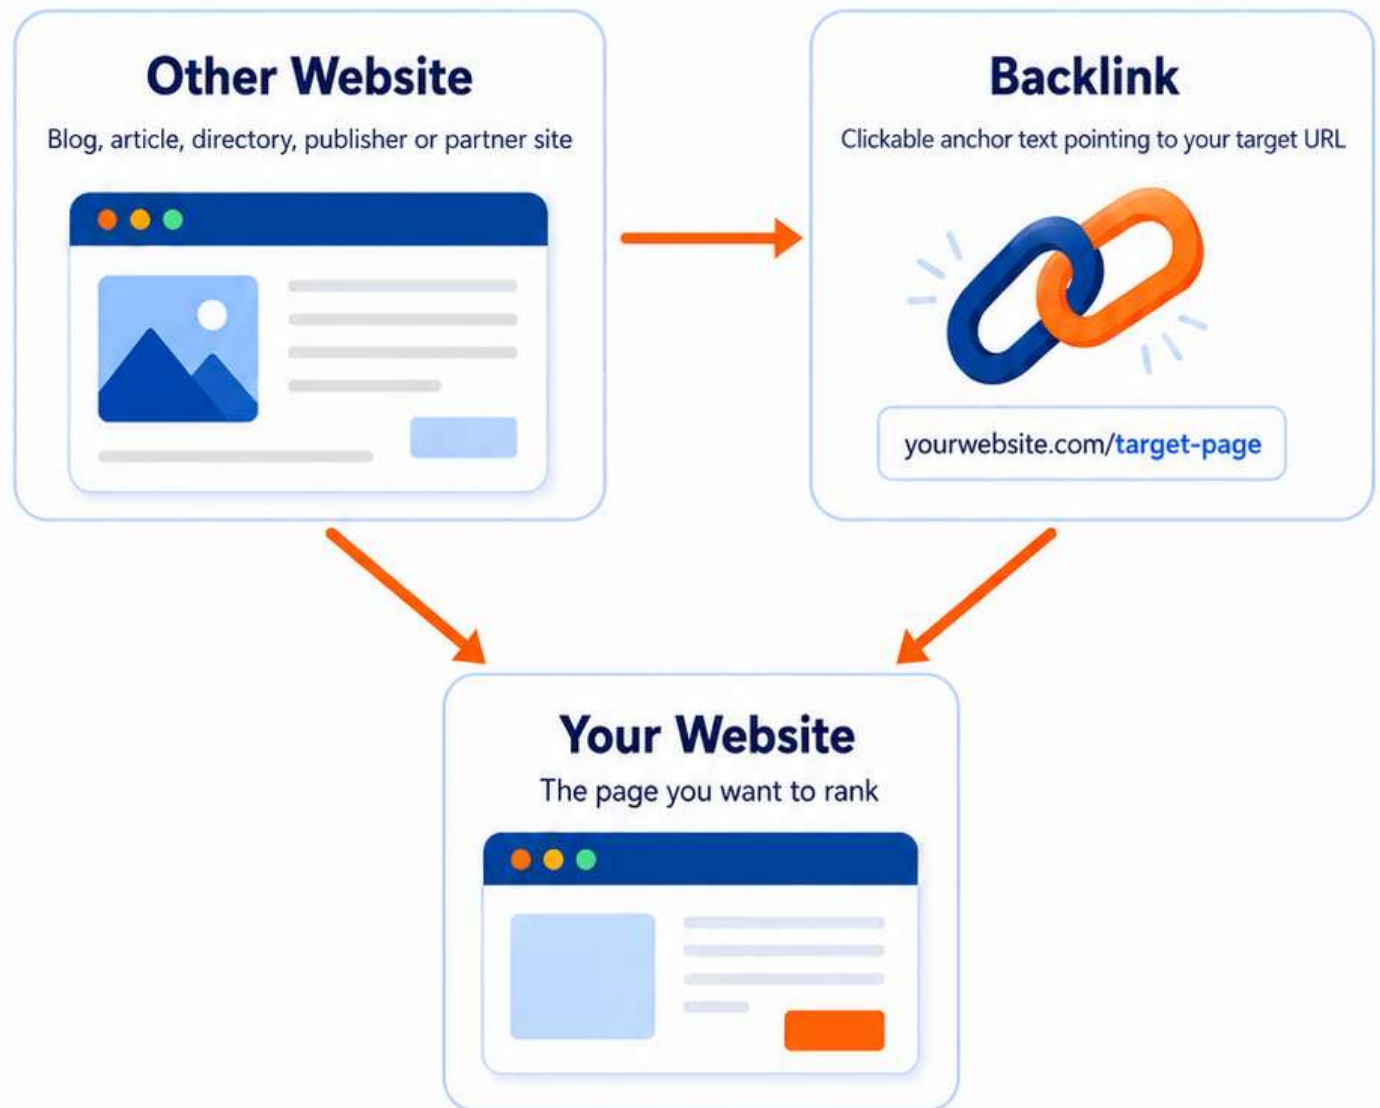 Other Website
Blog, article, directory, publisher or partner site
Backlink
Clickable anchor text pointing to your target URL
yourwebsite.com/target-page
Your Website
The page you want to rank